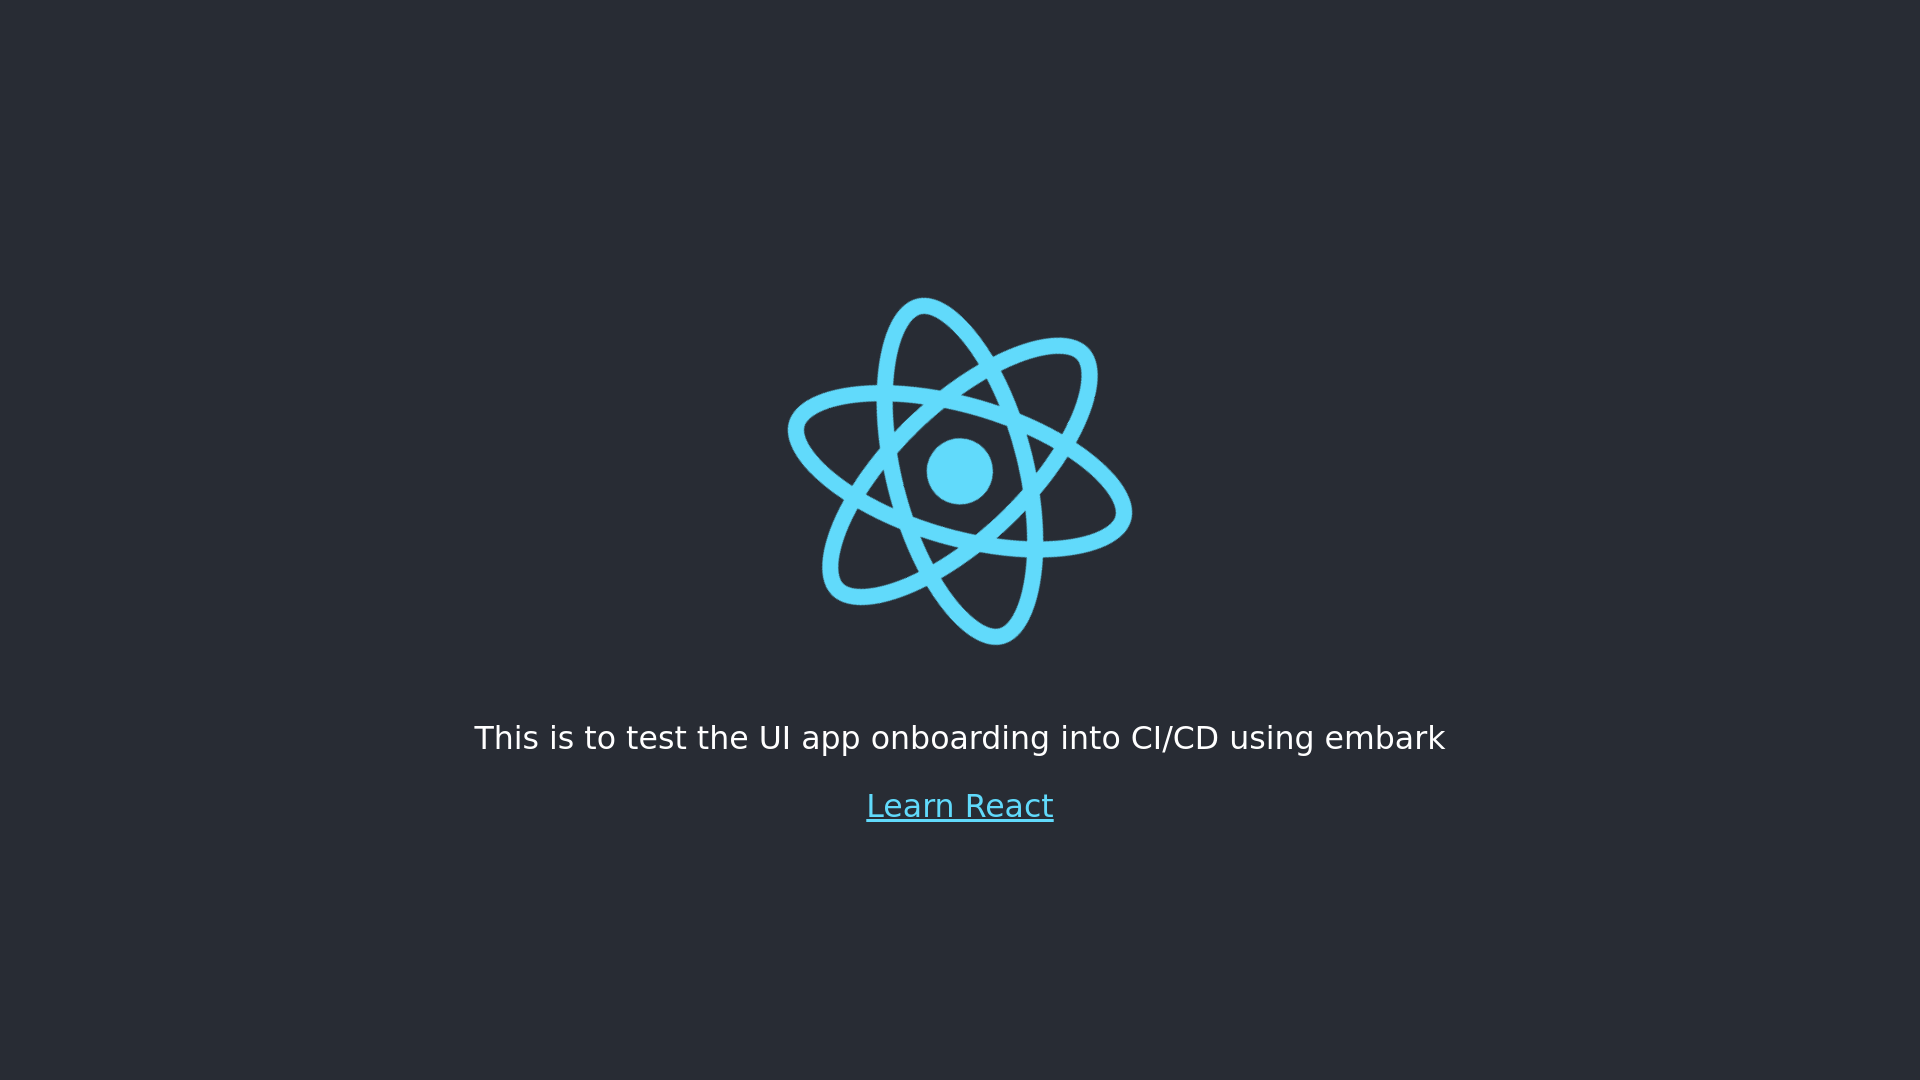 This is to test the UI app onboarding into CI/CD using embark
Learn React